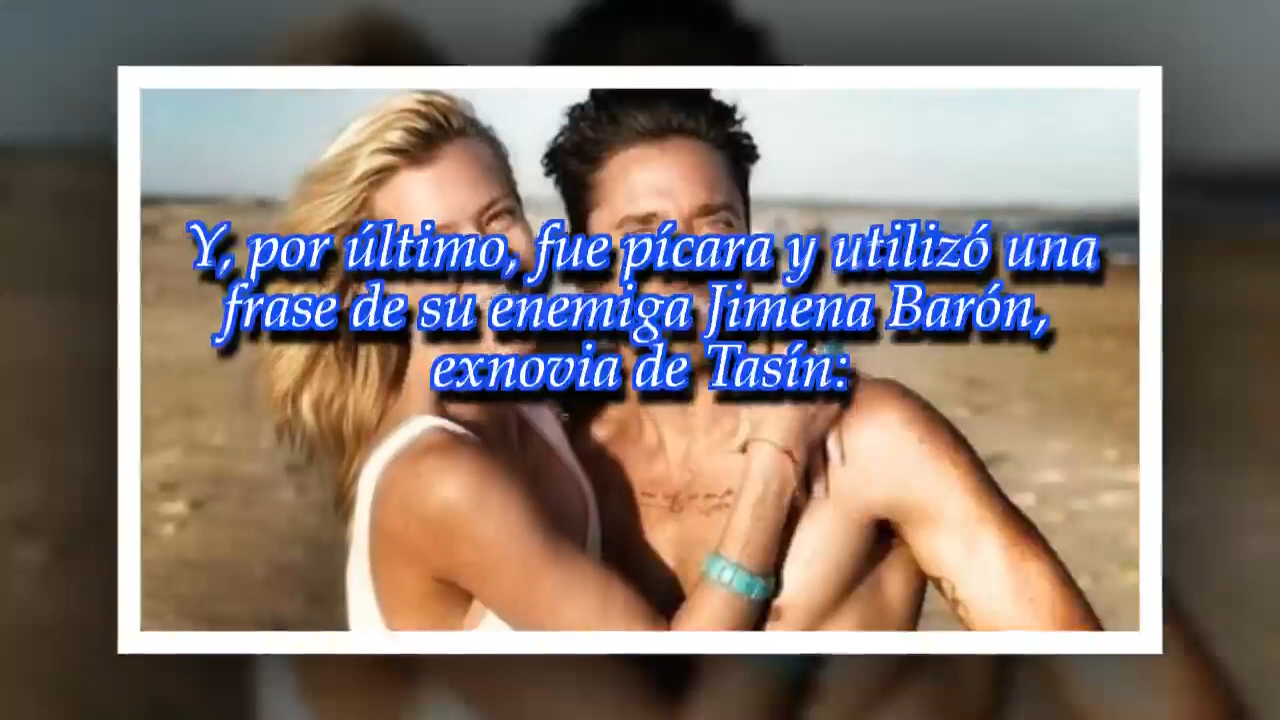 Y, por último, fue pícara y utilizó una
frase de su enemiga Jimena Barón,
exnovia de Tasín: